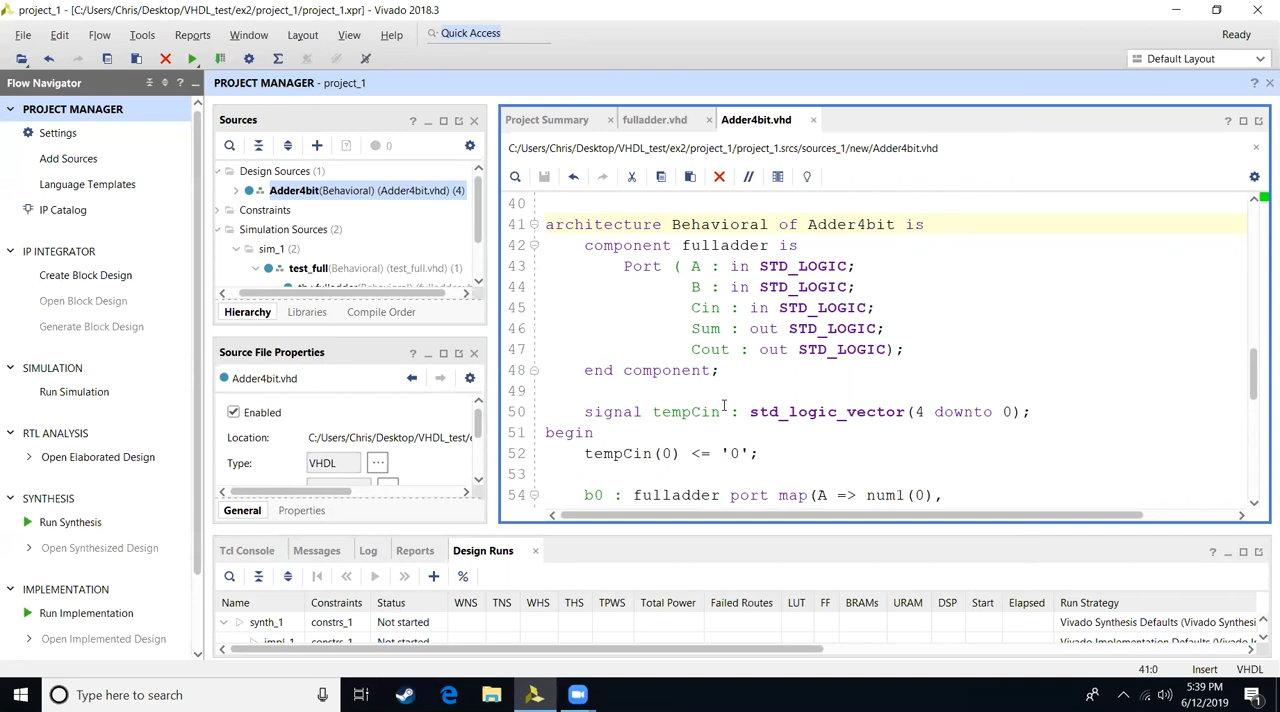 project_1 - [C:/Users/Chris/Desktop/VHDL_test/ex2/project_1/project_1.xpr] - Vivado 2018.3
File Edit Flow Tools Reports Window Layout View Help Quick Access Ready
Default Layout
Flow Navigator
PROJECT MANAGER - project_1
PROJECT MANAGER
Settings
Add Sources
Language Templates
IP Catalog
IP INTEGRATOR
Create Block Design
Open Block Design
Generate Block Design
SIMULATION
Run Simulation
RTL ANALYSIS
Open Elaborated Design
SYNTHESIS
Run Synthesis
Open Synthesized Design
IMPLEMENTATION
Run Implementation
Open Implemented Design
Sources
0
Design Sources (1)
Adder4bit(Behavioral) (Adder4bit.vhd) (4)
Constraints
Simulation Sources (2)
sim_1 (2)
test_full(Behavioral) (test_full.vhd) (1)
Hierarchy Libraries Compile Order
Source File Properties
Adder4bit.vhd
Enabled
Location: C:/Users/Chris/Desktop/VHDL_test/e
Type: VHDL
General Properties
Project Summary fulladder.vhd Adder4bit.vhd
C:/Users/Chris/Desktop/VHDL_test/ex2/project_1/project_1.srcs/sources_1/new/Adder4bit.vhd
40
41 architecture Behavioral of Adder4bit is
42 component fulladder is
43 Port ( A : in STD_LOGIC;
44 B : in STD_LOGIC;
45 Cin : in STD_LOGIC;
46 Sum : out STD_LOGIC;
47 Cout : out STD_LOGIC);
48 end component;
49
50 signal tempCin : std_logic_vector(4 downto 0);
51 begin
52 tempCin(0) <= '0';
53
54 b0 : fulladder port map(A => num1(0),
Tcl Console Messages Log Reports Design Runs
Name Constraints Status WNS TNS WHS THS TPWS Total Power Failed Routes LUT FF BRAMs URAM DSP Start Elapsed Run Strategy
synth_1 constrs_1 Not started Vivado Synthesis Defaults (Vivado Synthesi
impl_1 constrs_1 Not started Vivado Implementation Defaults (Vivado In
41:0 Insert VHDL
Type here to search
5:39 PM
6/12/2019
1